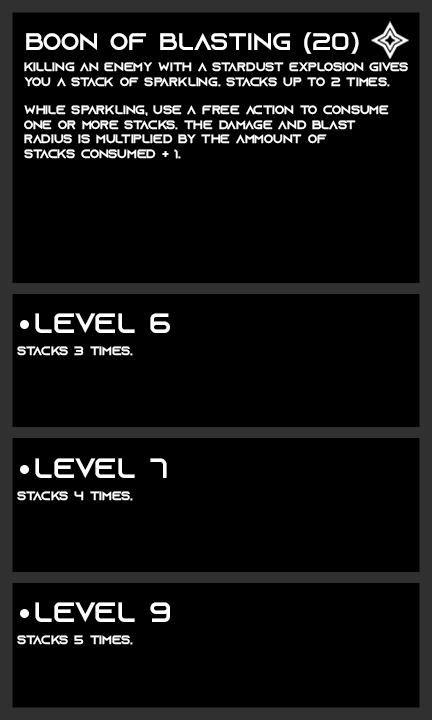 BOON OF BLASTING (20)
KILLING AN ENEMY WITH A STARDUST EXPLOSION GIVES
YOU A STACK OF SPARKLING. STACKS UP TO 2 TIMES.
WHILE SPARKLING, USE A FREE ACTION TO CONSUME
ONE OR MORE STACKS. THE DAMAGE AND BLAST
RADIUS IS MULTIPLIED BY THE AMMOUNT OF
STACKS CONSUMED + 1.
•LEVEL 6
STACKS 3 TIMES.
•LEVEL 7
STACKS 4 TIMES.
•LEVEL 9
STACKS 5 TIMES.